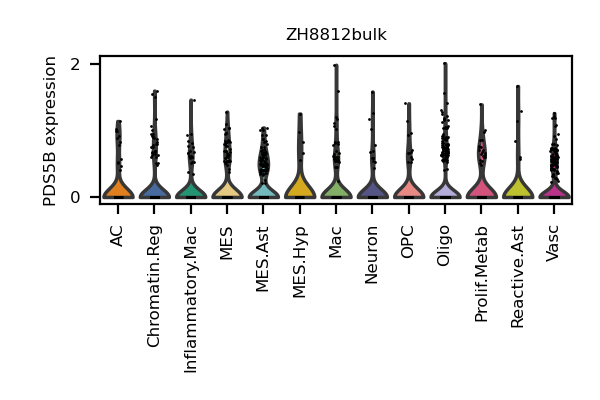 ZH8812bulk
PDS5B expression
2
0
AC
Chromatin.Reg
Inflammatory.Mac
MES
MES.Ast
MES.Hyp
Mac
Neuron
OPC
Oligo
Prolif.Metab
Reactive.Ast
Vasc